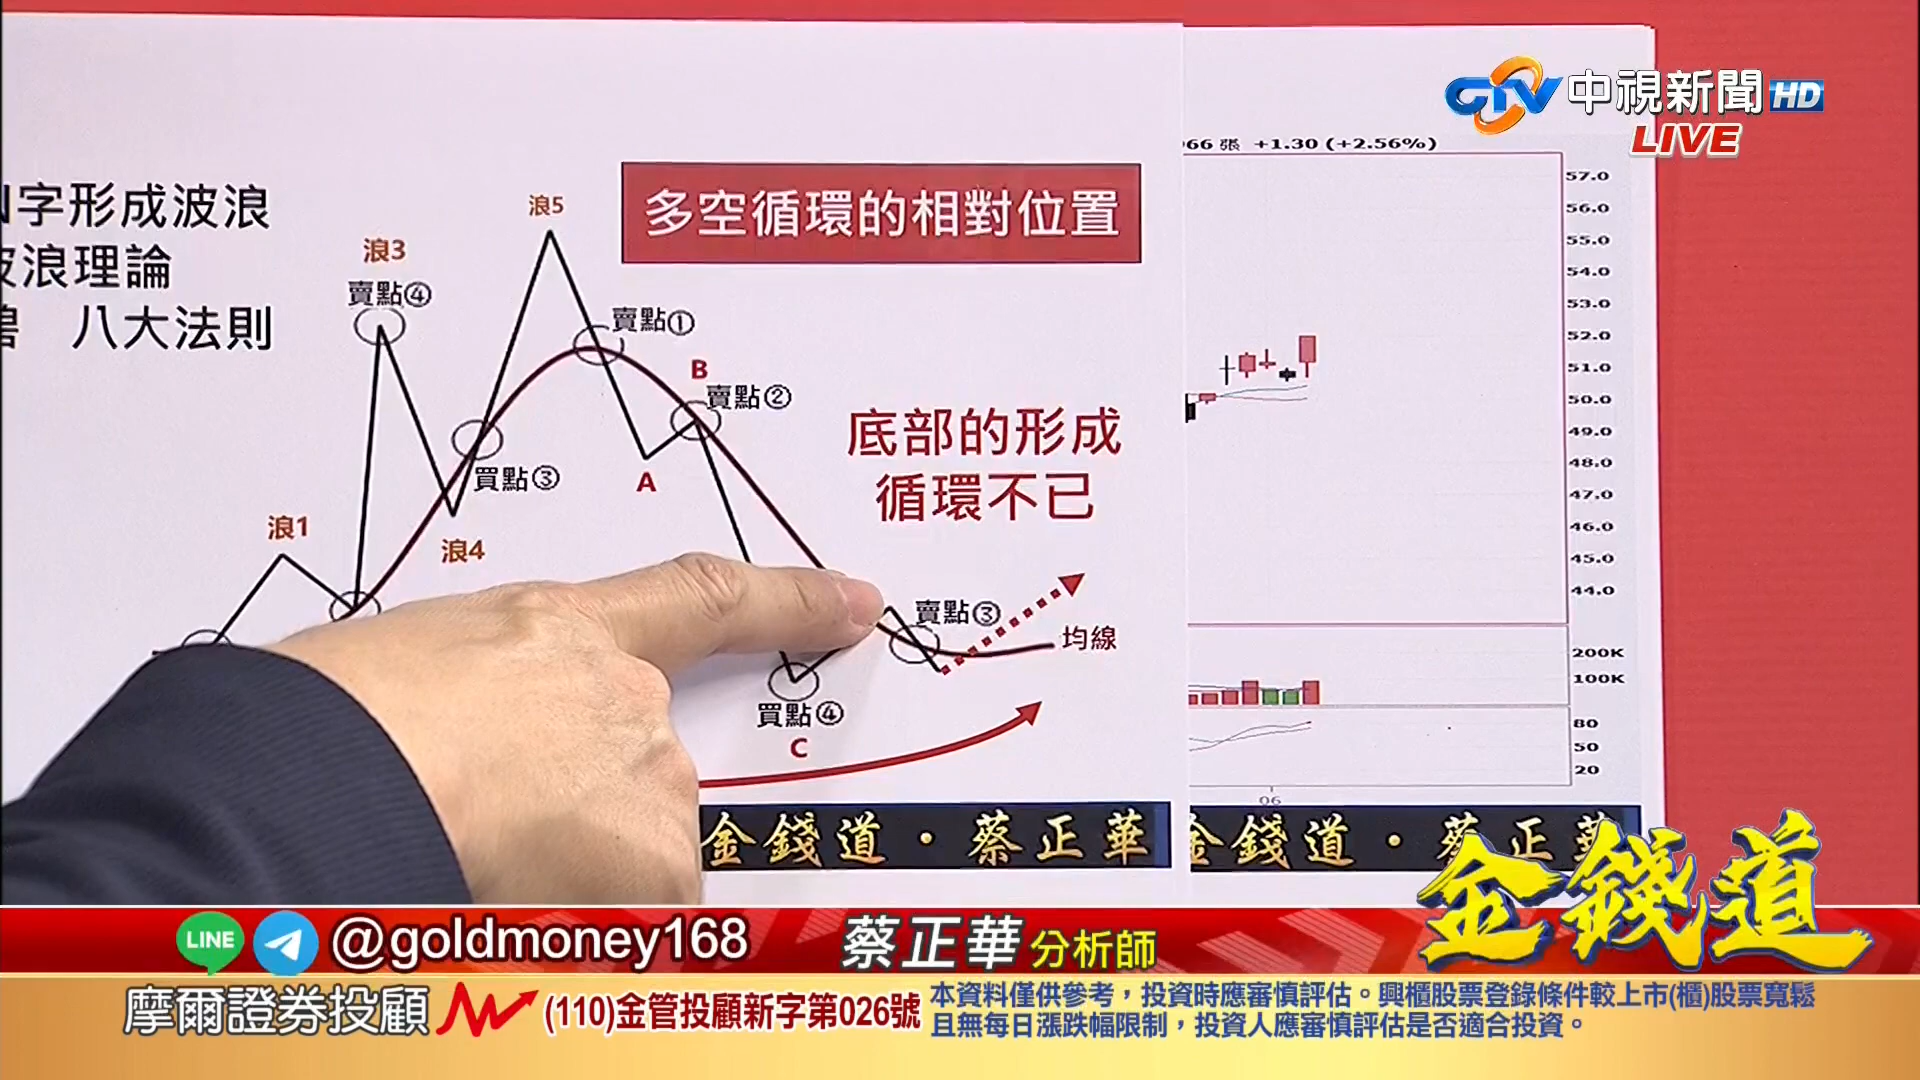 字形成波浪
浪理論
八大法則
多空循環的相對位置
浪5
浪3
賣點④
賣點①
B
賣點②
買點③
A
浪1
浪4
底部的形成
循環不已
賣點③
均線
買點④
C
金錢道・蔡正華
CTV 中視新聞 HD
LIVE
66 張 +1.30 (+2.56%)
57.0
56.0
55.0
54.0
53.0
52.0
51.0
50.0
49.0
48.0
47.0
46.0
45.0
44.0
200K
100K
80
50
20
06
金錢道・蔡正華
金錢道
LINE @goldmoney168 蔡正華 分析師
摩爾證券投顧 (110)金管投顧新字第026號
本資料僅供參考，投資時應審慎評估。興櫃股票登錄條件較上市(櫃)股票寬鬆
且無每日漲跌幅限制，投資人應審慎評估是否適合投資。